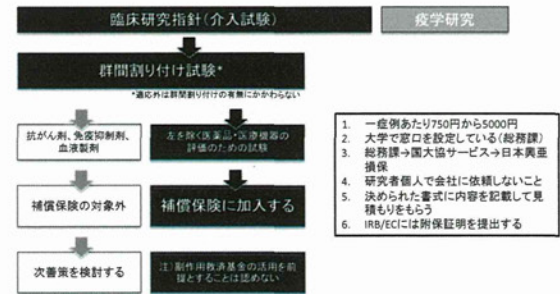 臨床研究指針(介入試験)
疫学研究
群間割り付け試験*
*適応外は群間割り付けの有無にかかわらない
抗がん剤、免疫抑制剤、
血液製剤
左を除く医薬品・医療機器の
評価のための試験
補償保険の対象外
補償保険に加入する
次善策を検討する
注)副作用救済基金の活用を前
提とすることは認めない
1. 一症例あたり750円から5000円
2. 大学で窓口を設定している(総務課)
3. 総務課→国大協サービス→日本興亜
損保
4. 研究者個人で会社に依頼しないこと
5. 決められた書式に内容を記載して見
積もりをもらう
6. IRB/ECには附保証明を提出する